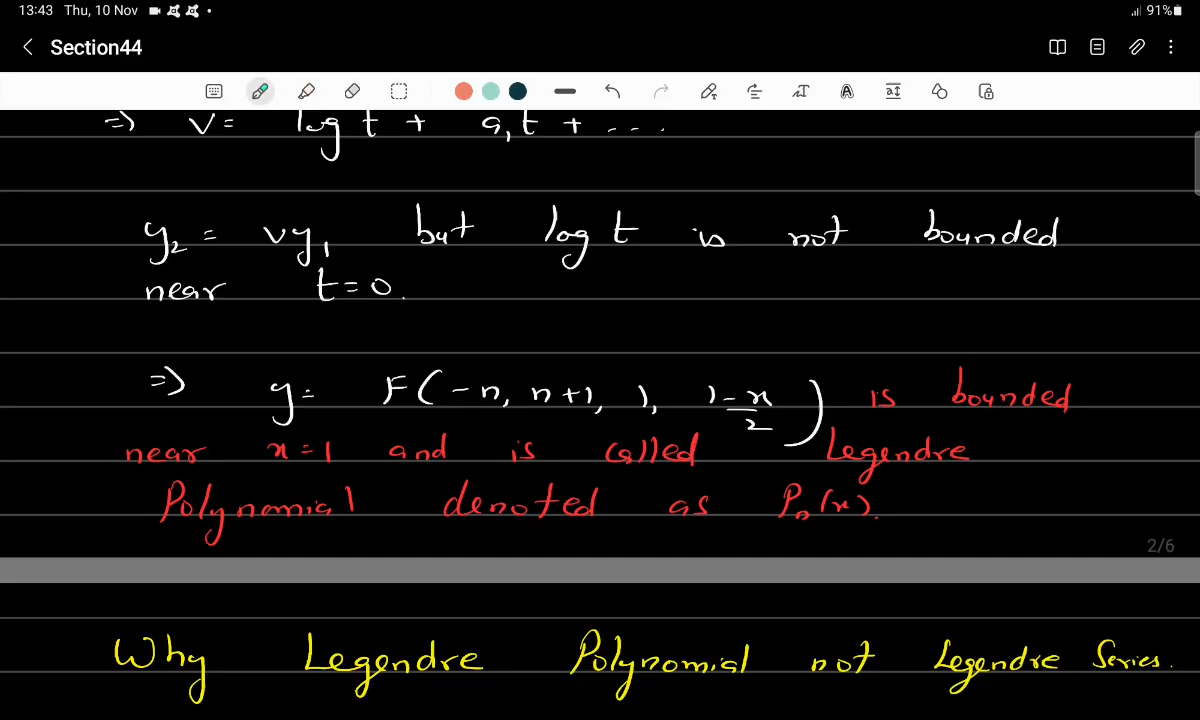 13:43 Thu, 10 Nov 91%
Section44
=> v = log t + a₁t + ....
y₂ = vy₁ but log t is not bounded
near t=0.
=> y = F(-n, n+1, 1, 1-x/2) is bounded
near x=1 and is called Legendre
Polynomial denoted as Pₙ(x).
2/6
Why Legendre Polynomial not Legendre Series.